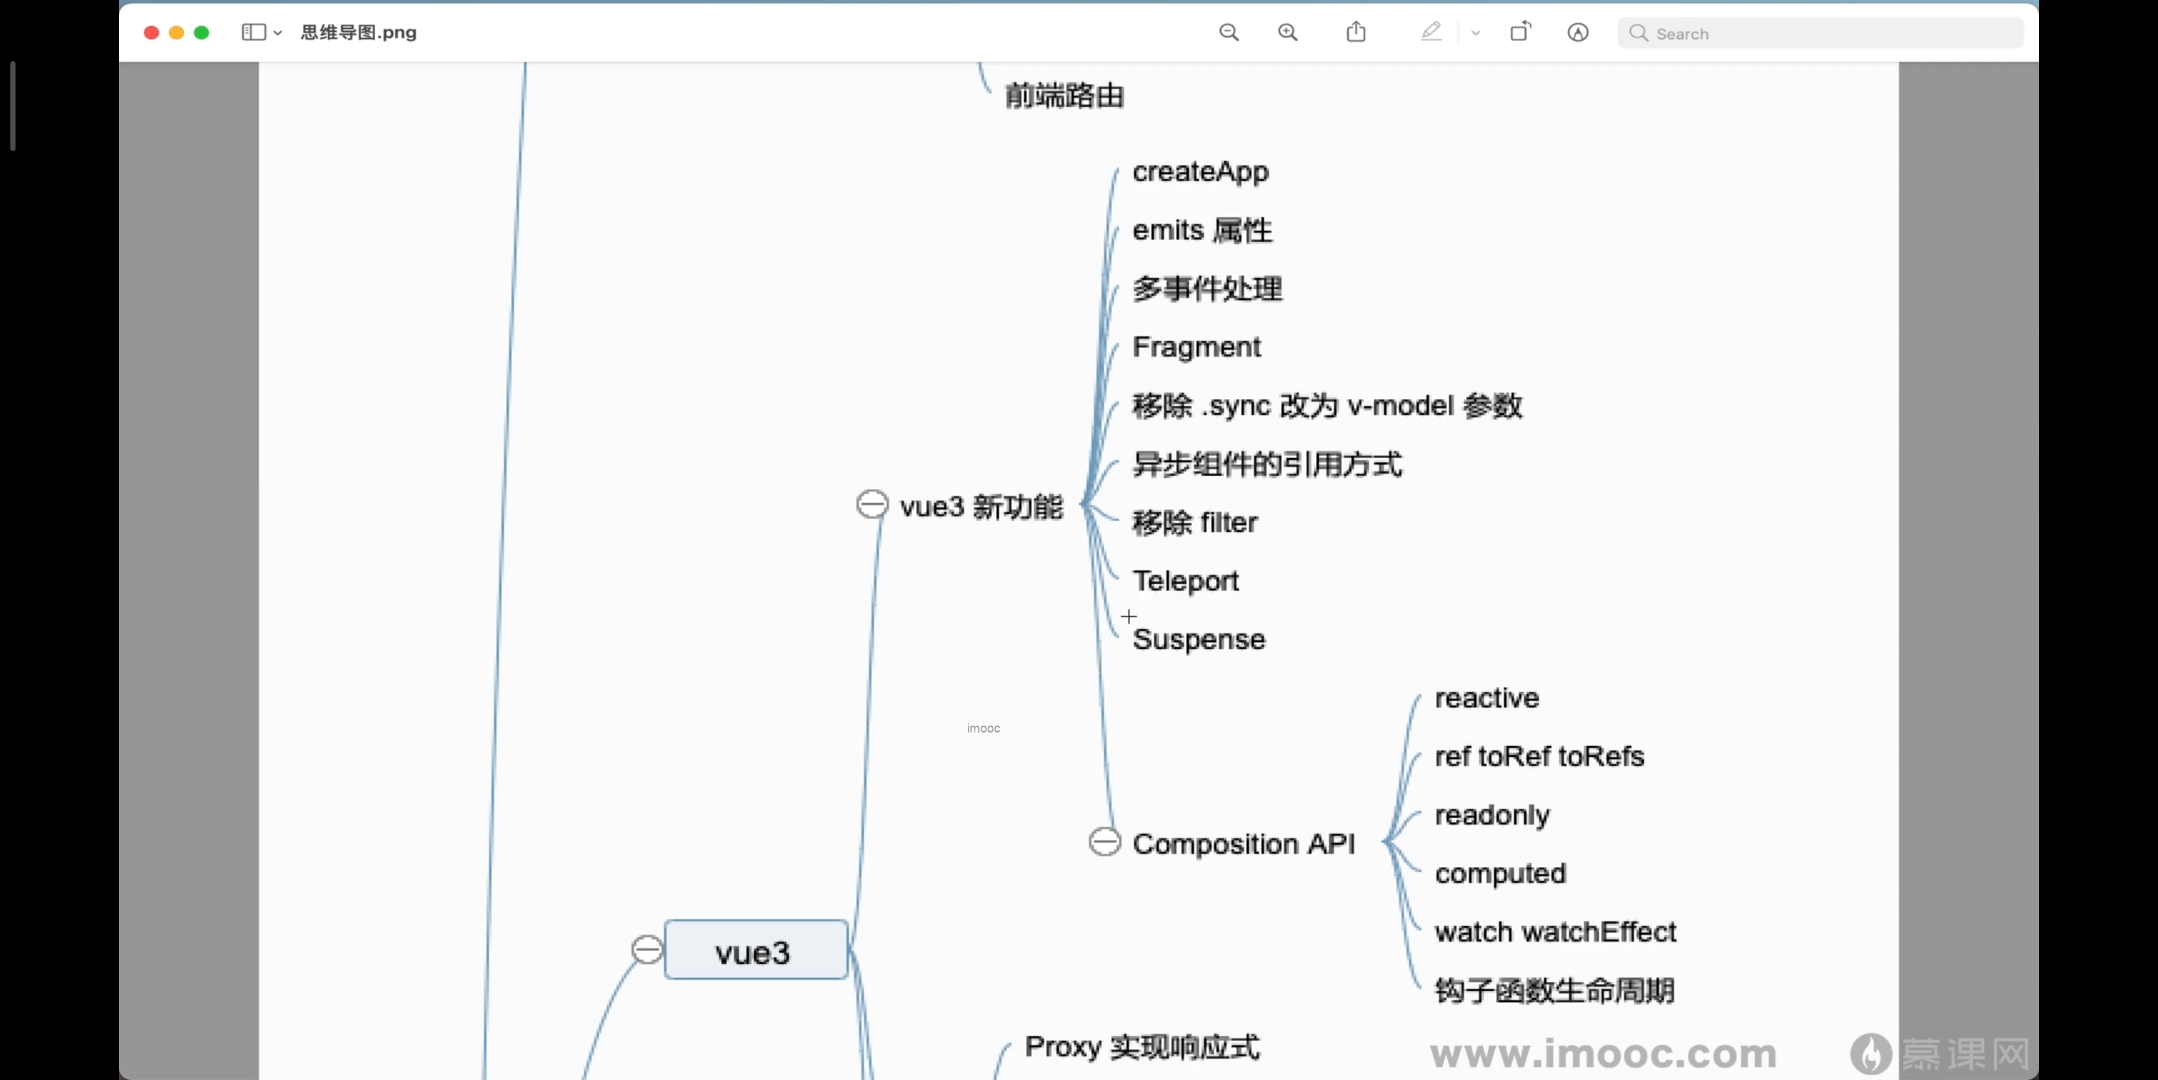 思维导图.png
Search
前端路由
createApp
emits 属性
多事件处理
Fragment
移除 .sync 改为 v-model 参数
异步组件的引用方式
vue3 新功能
移除 filter
Teleport
Suspense
reactive
imooc
ref toRef toRefs
readonly
Composition API
computed
watch watchEffect
vue3
钩子函数生命周期
Proxy 实现响应式
www.imooc.com
慕课网